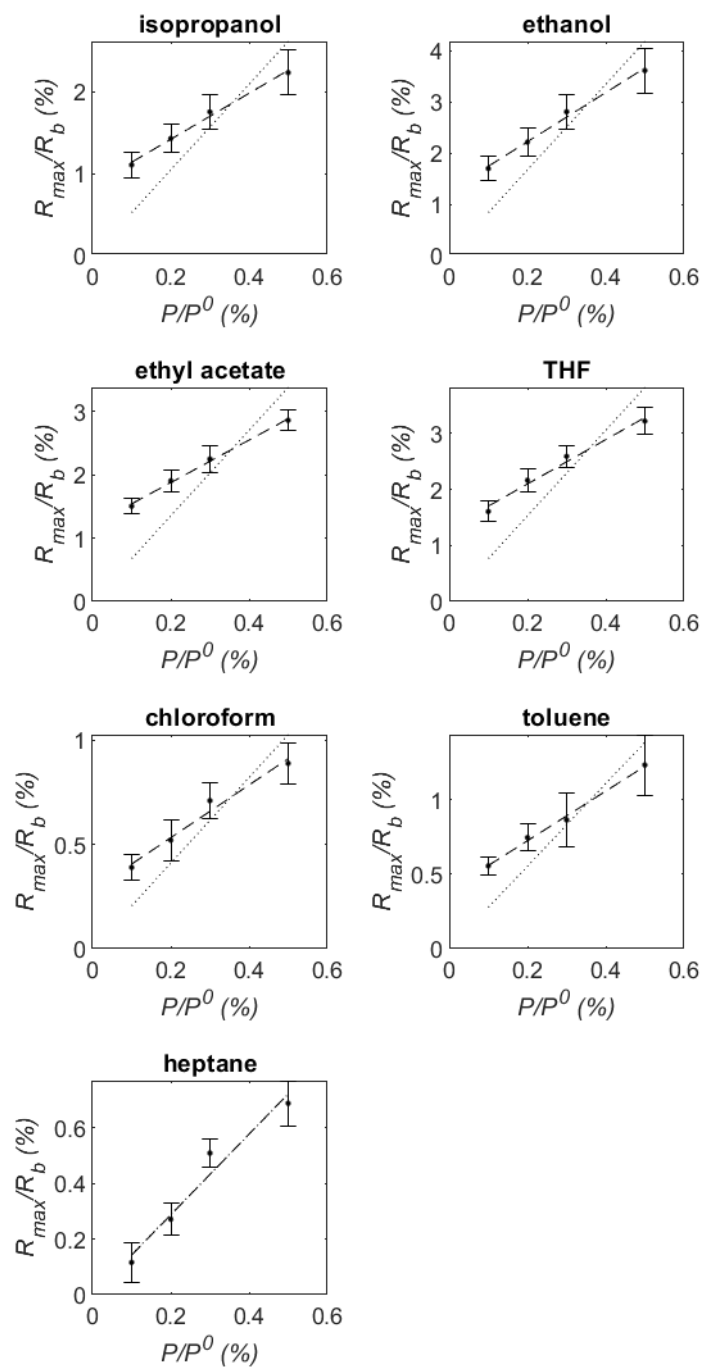 isopropanol
2
1
0
0 0.2 0.4 0.6
R_max/R_b (%)
P/P^0 (%)
ethanol
4
3
2
1
0
0 0.2 0.4 0.6
R_max/R_b (%)
P/P^0 (%)
ethyl acetate
3
2
1
0
0 0.2 0.4 0.6
R_max/R_b (%)
P/P^0 (%)
THF
3
2
1
0
0 0.2 0.4 0.6
R_max/R_b (%)
P/P^0 (%)
chloroform
1
0.5
0
0 0.2 0.4 0.6
R_max/R_b (%)
P/P^0 (%)
toluene
1
0.5
0
0 0.2 0.4 0.6
R_max/R_b (%)
P/P^0 (%)
heptane
0.6
0.4
0.2
0
0 0.2 0.4 0.6
R_max/R_b (%)
P/P^0 (%)